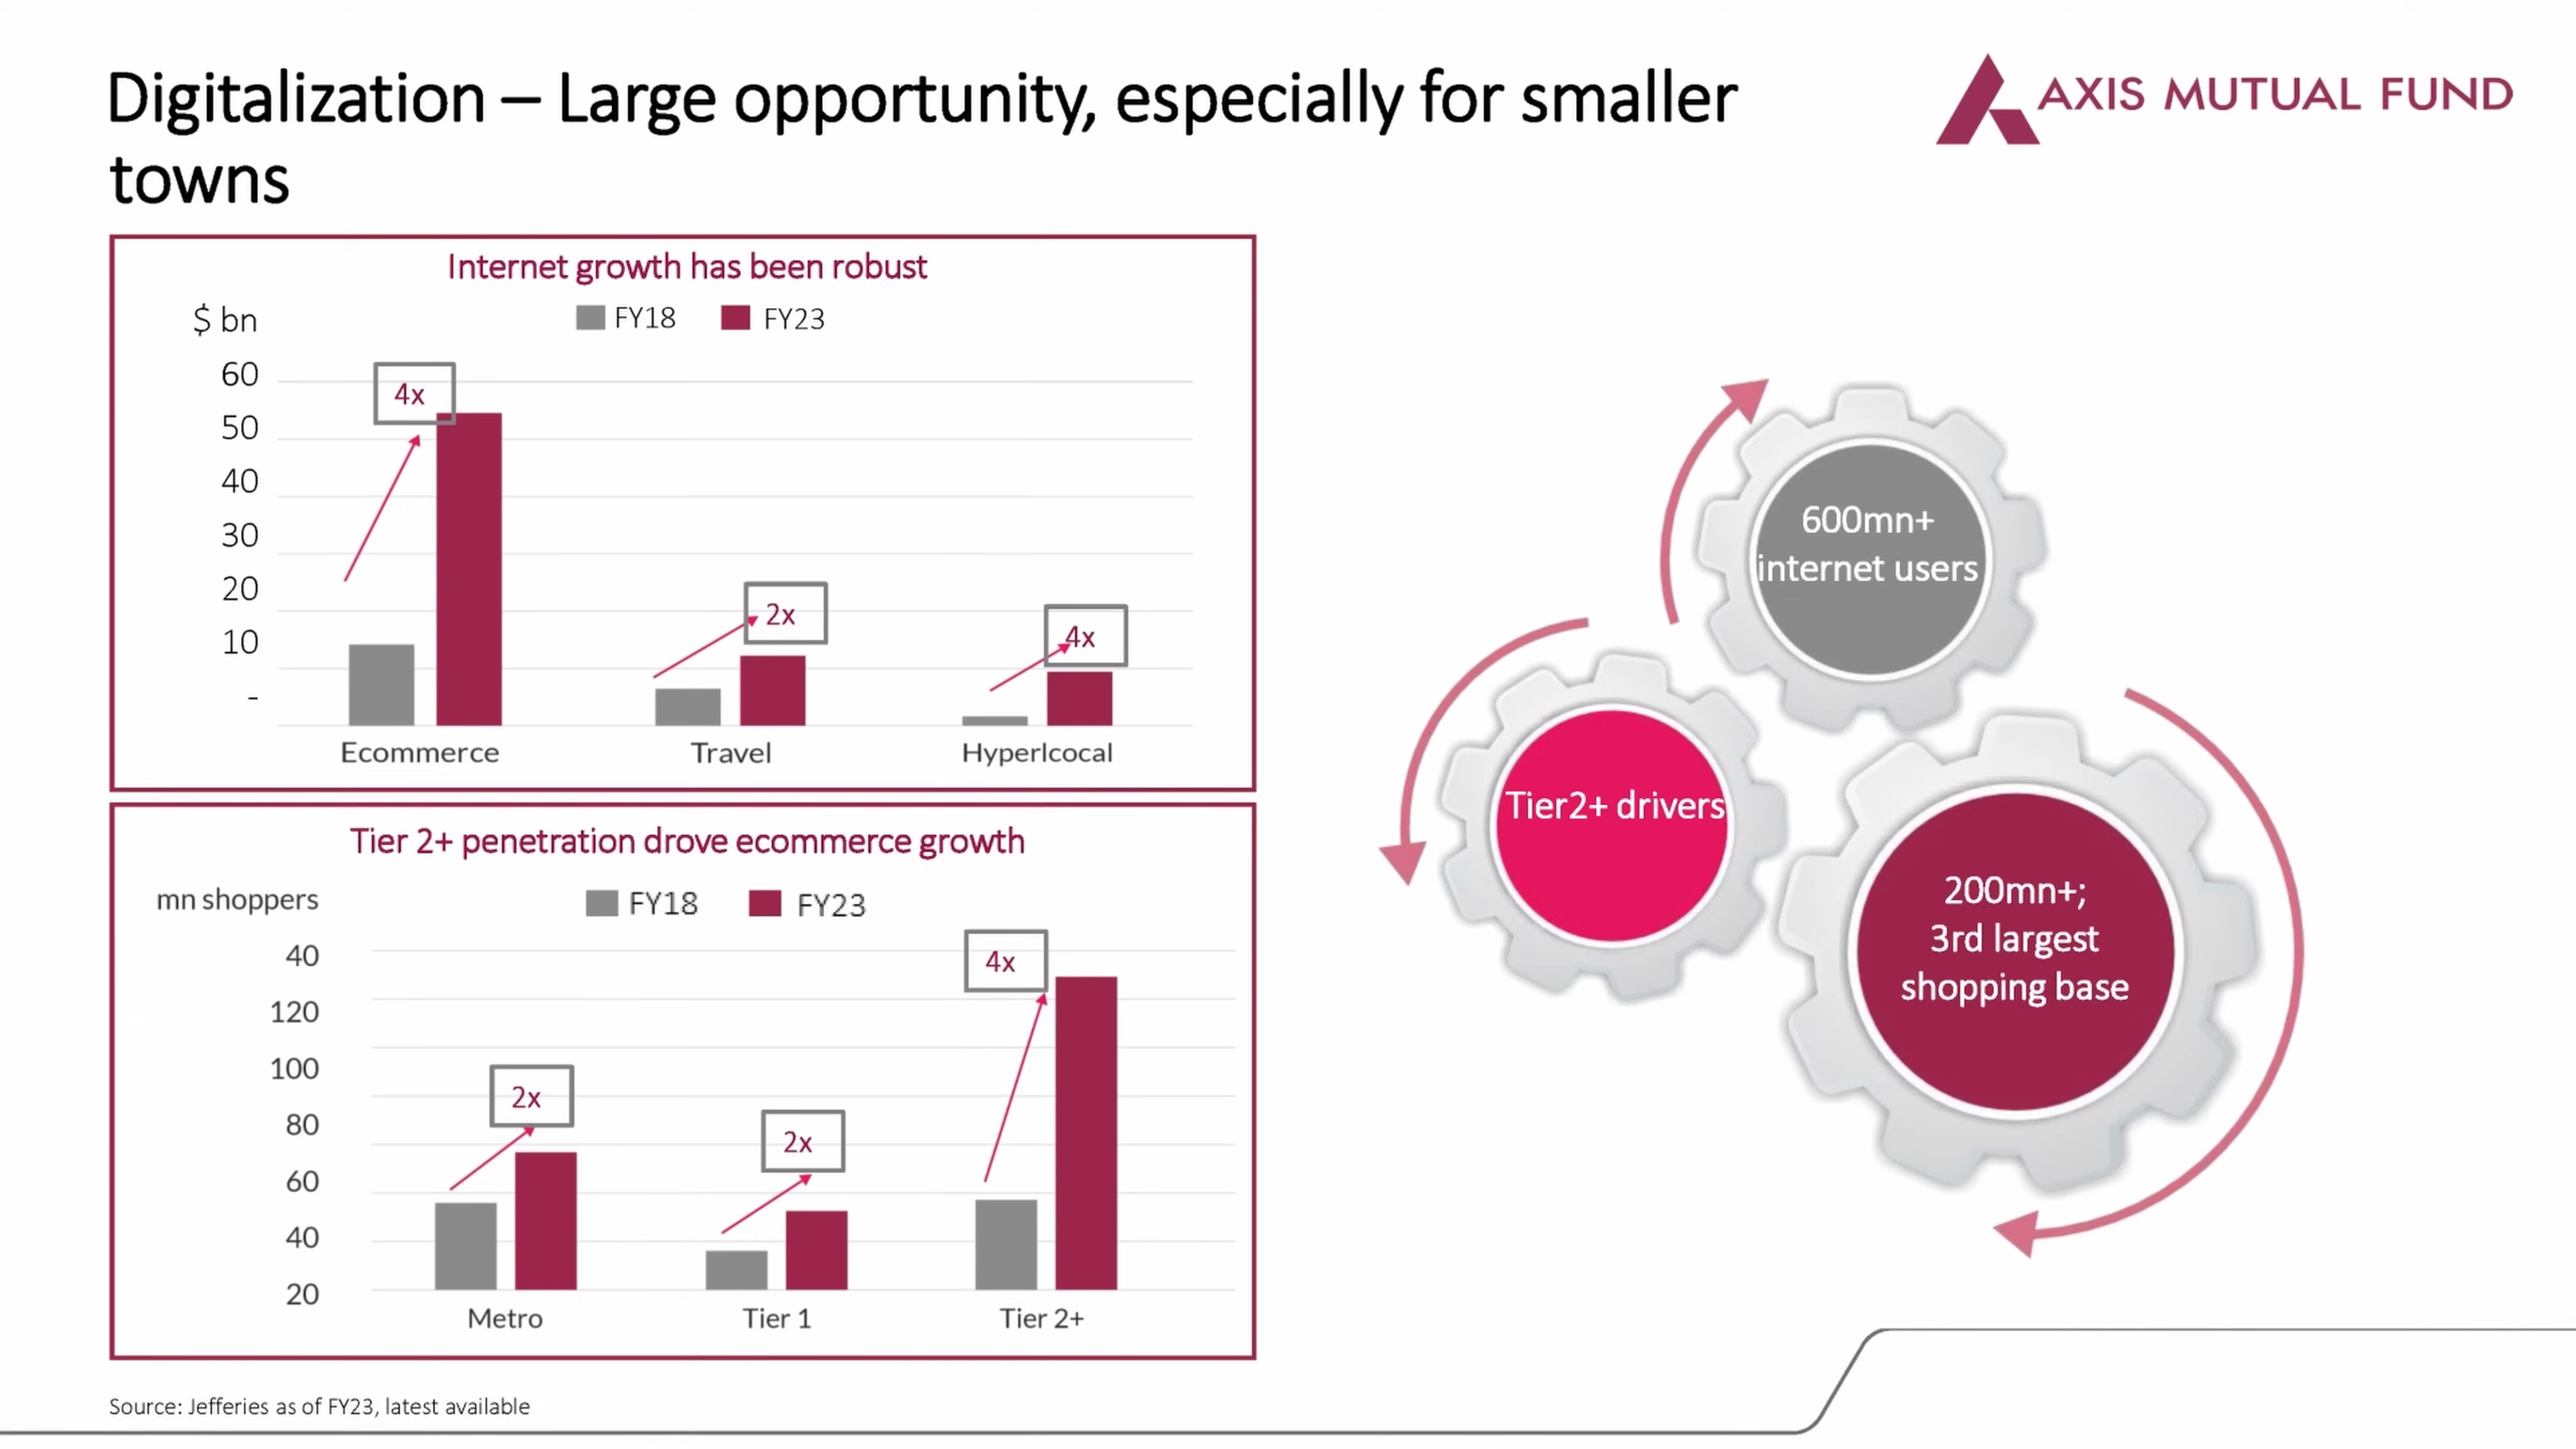 Digitalization – Large opportunity, especially for smaller
towns
AXIS MUTUAL FUND
Internet growth has been robust
$ bn
FY18 FY23
60
50
40
30
20
10
-
4x
2x
4x
Ecommerce Travel Hyperlcocal
Tier 2+ penetration drove ecommerce growth
mn shoppers
FY18 FY23
40
120
100
80
60
40
20
2x
2x
4x
Metro Tier 1 Tier 2+
600mn+
internet users
Tier2+ drivers
200mn+;
3rd largest
shopping base
Source: Jefferies as of FY23, latest available